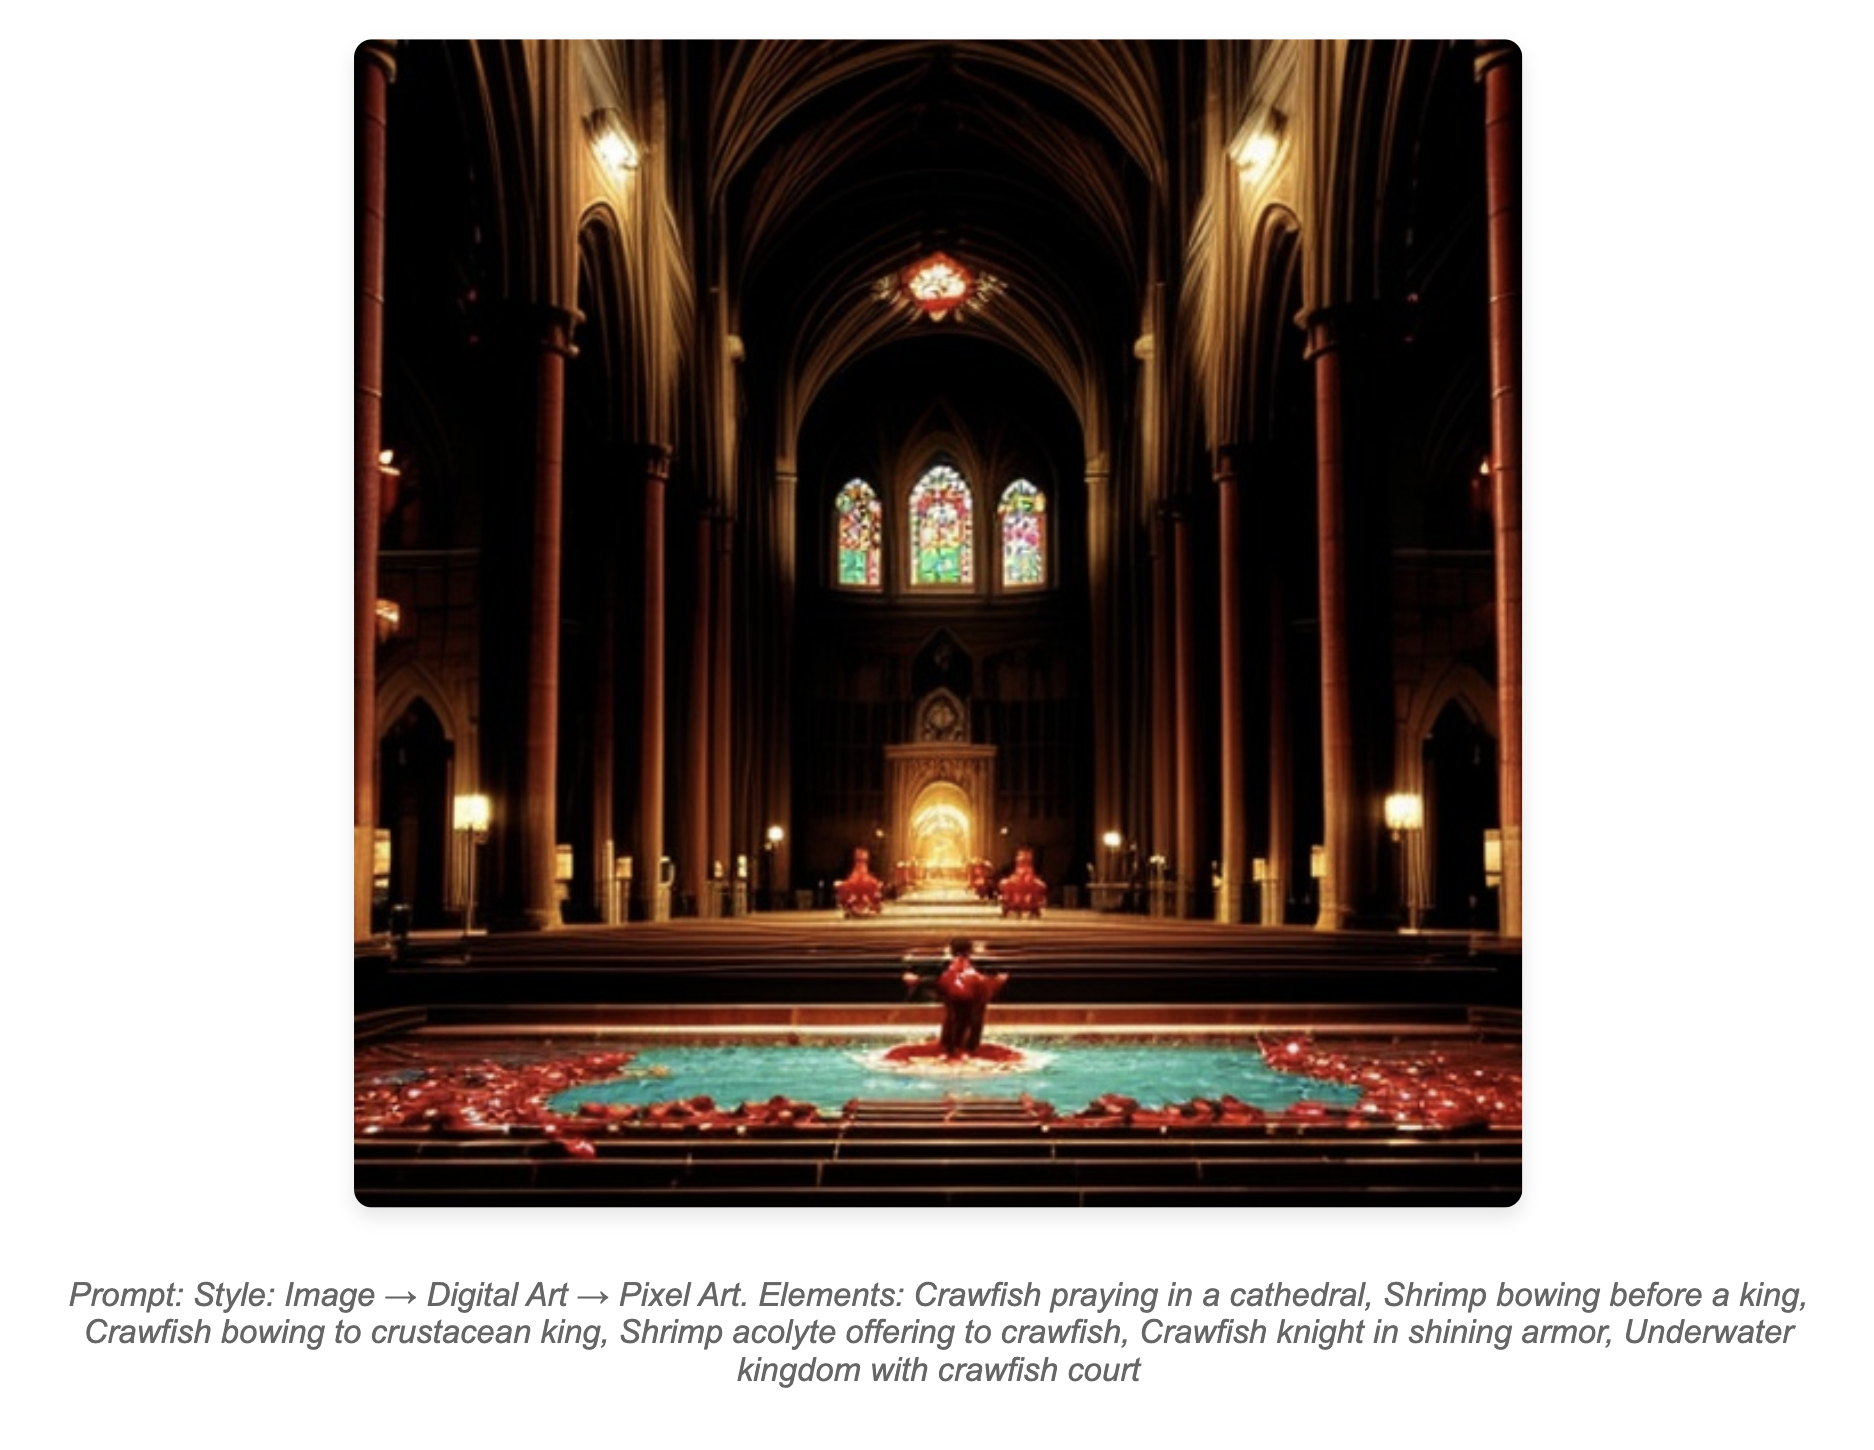 Prompt: Style: Image → Digital Art → Pixel Art. Elements: Crawfish praying in a cathedral, Shrimp bowing before a king,
Crawfish bowing to crustacean king, Shrimp acolyte offering to crawfish, Crawfish knight in shining armor, Underwater
kingdom with crawfish court